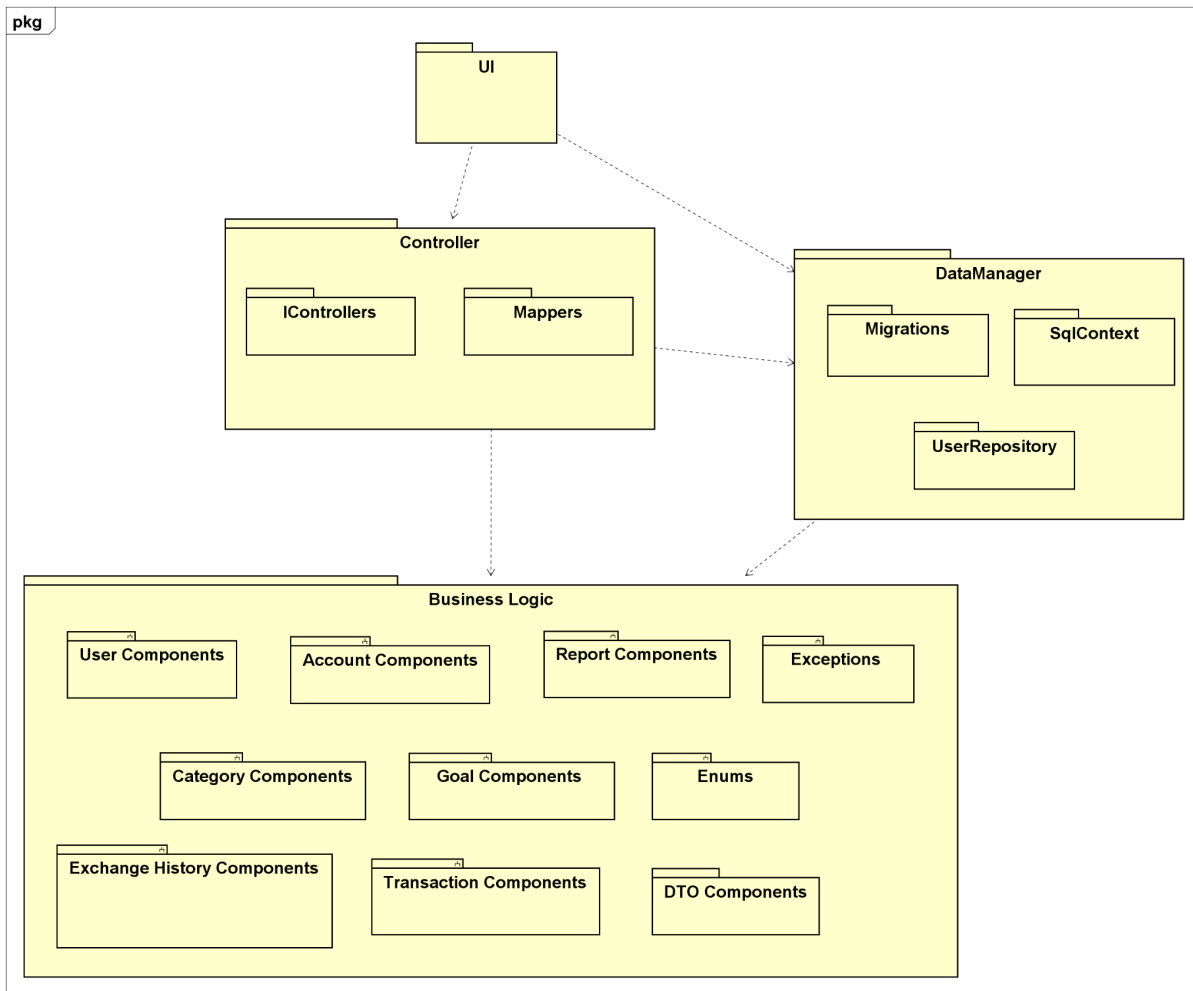 pkg
UI
Controller
IControllers
Mappers
DataManager
Migrations
SqlContext
UserRepository
Business Logic
User Components
Account Components
Report Components
Exceptions
Category Components
Goal Components
Enums
Exchange History Components
Transaction Components
DTO Components